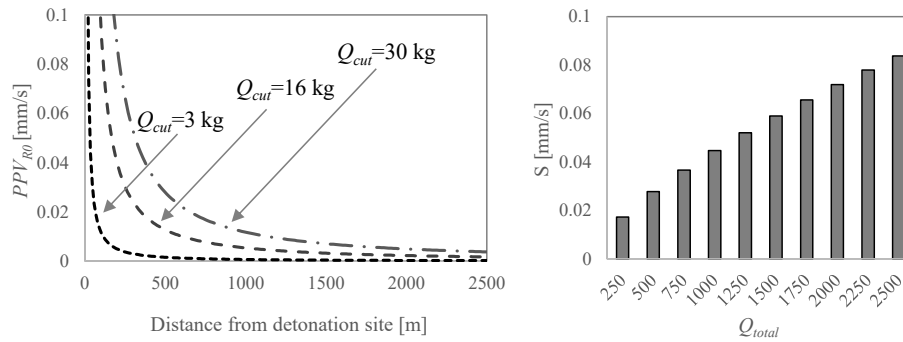 0.1
0.08
0.06
0.04
0.02
0
PPV_R0 [mm/s]
Q_cut=30 kg
Q_cut=16 kg
Q_cut=3 kg
0 500 1000 1500 2000 2500
Distance from detonation site [m]
0.1
0.08
0.06
0.04
0.02
0
S [mm/s]
250 500 750 1000 1250 1500 1750 2000 2250 2500
Q_total